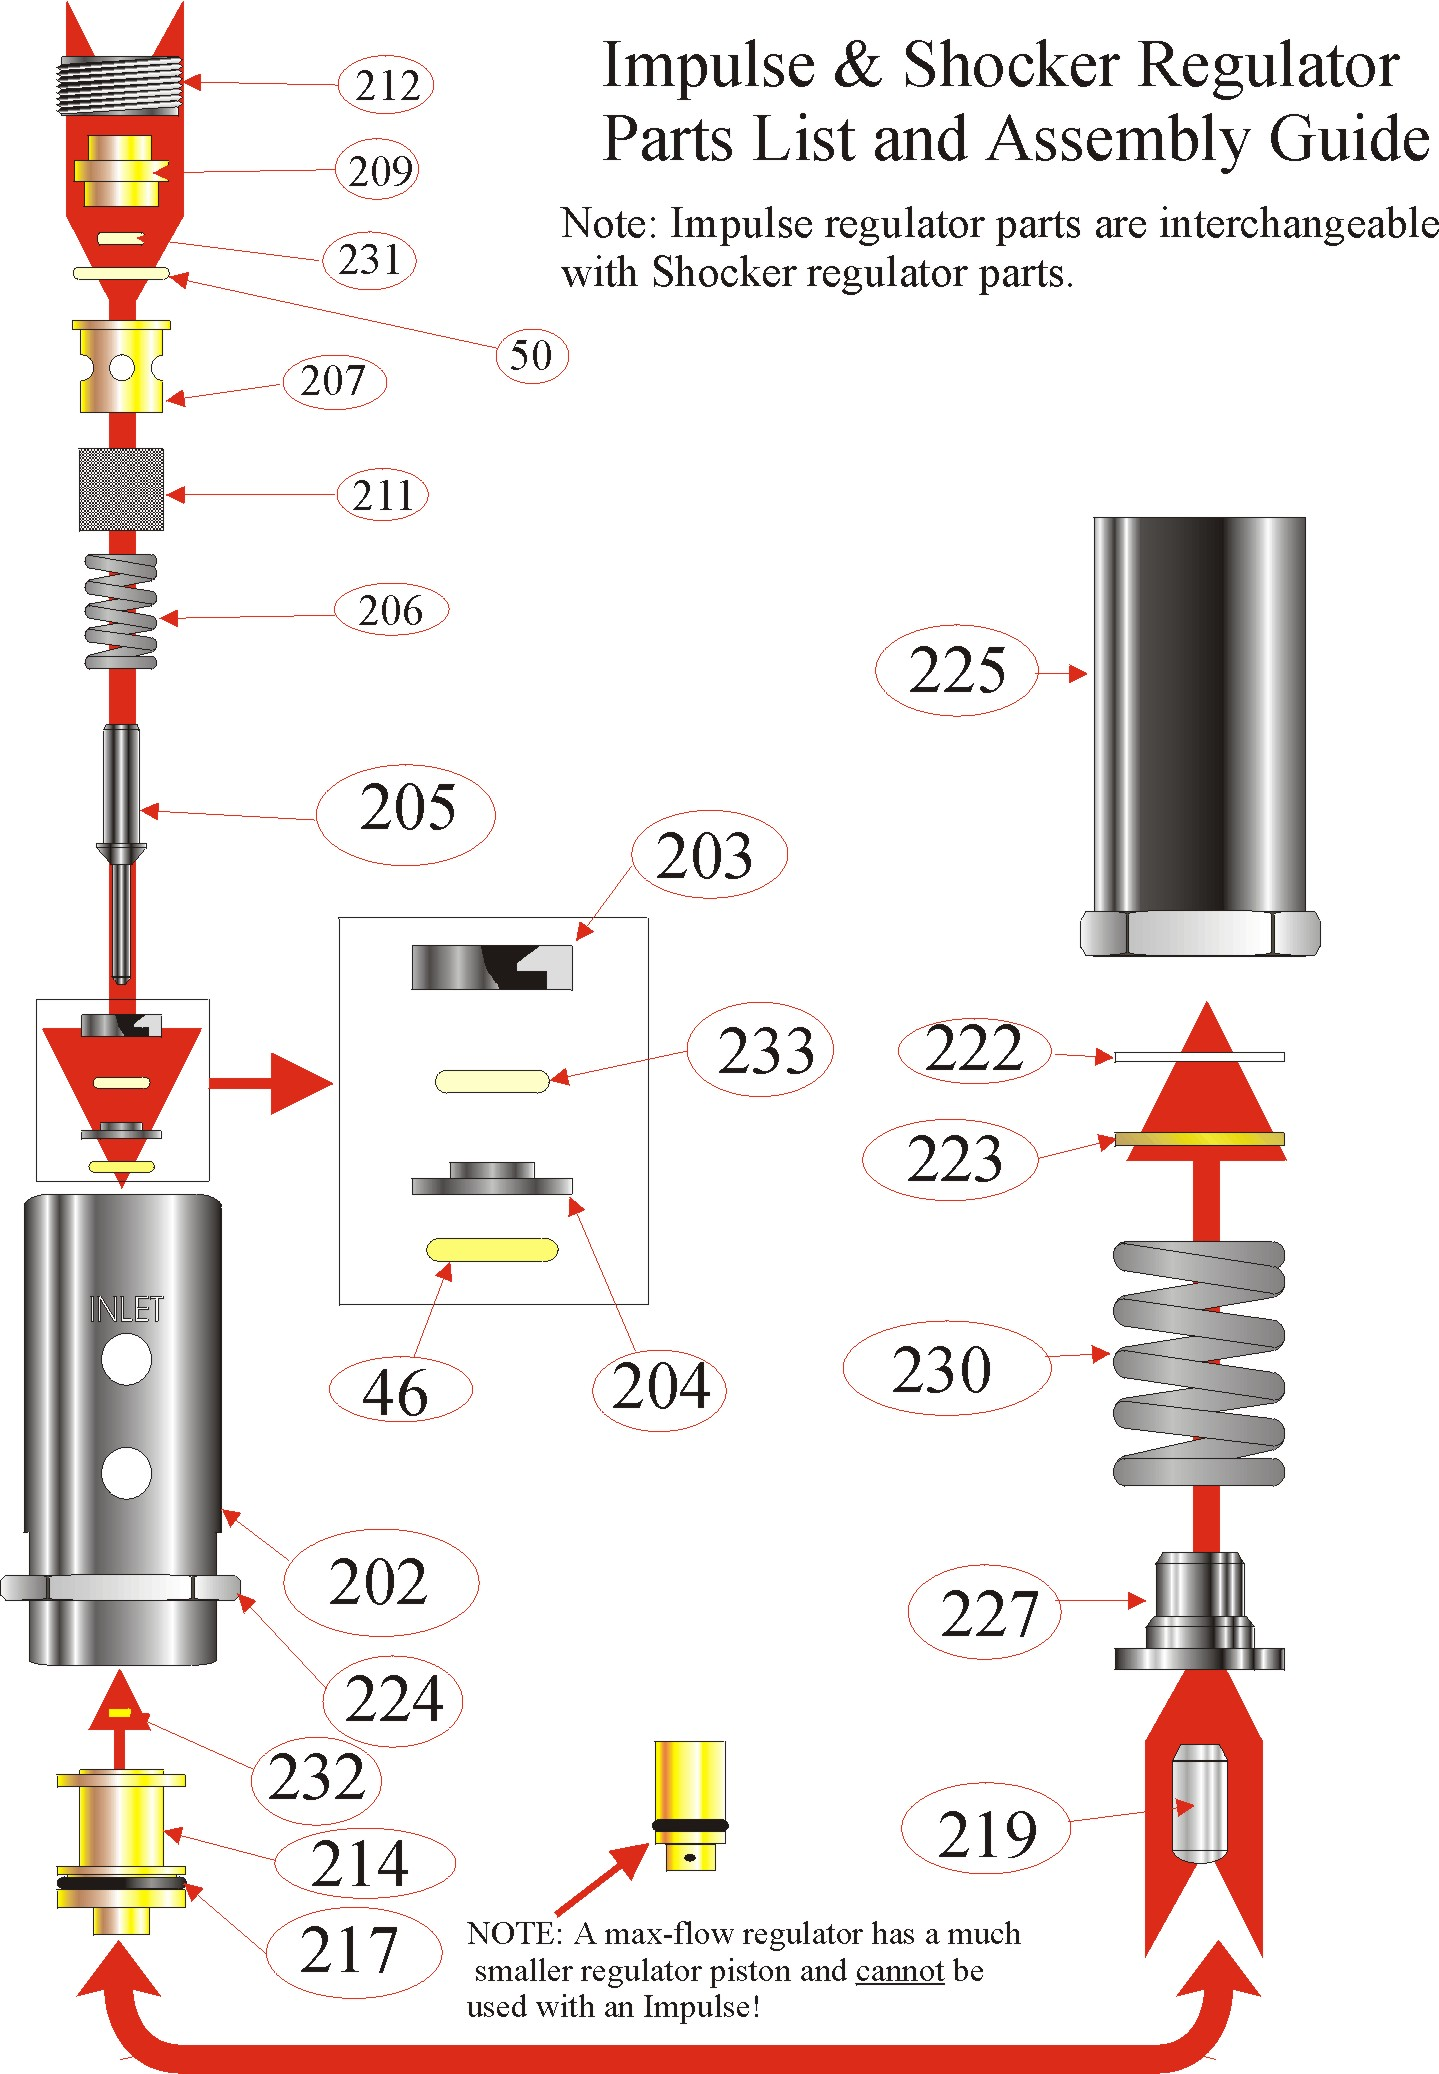 Impulse & Shocker Regulator
Parts List and Assembly Guide
Note: Impulse regulator parts are interchangeable
with Shocker regulator parts.
212
209
231
50
207
211
206
205
203
233
46
204
INLET
202
224
232
214
217
225
222
223
230
227
219
NOTE: A max-flow regulator has a much
smaller regulator piston and cannot be
used with an Impulse!